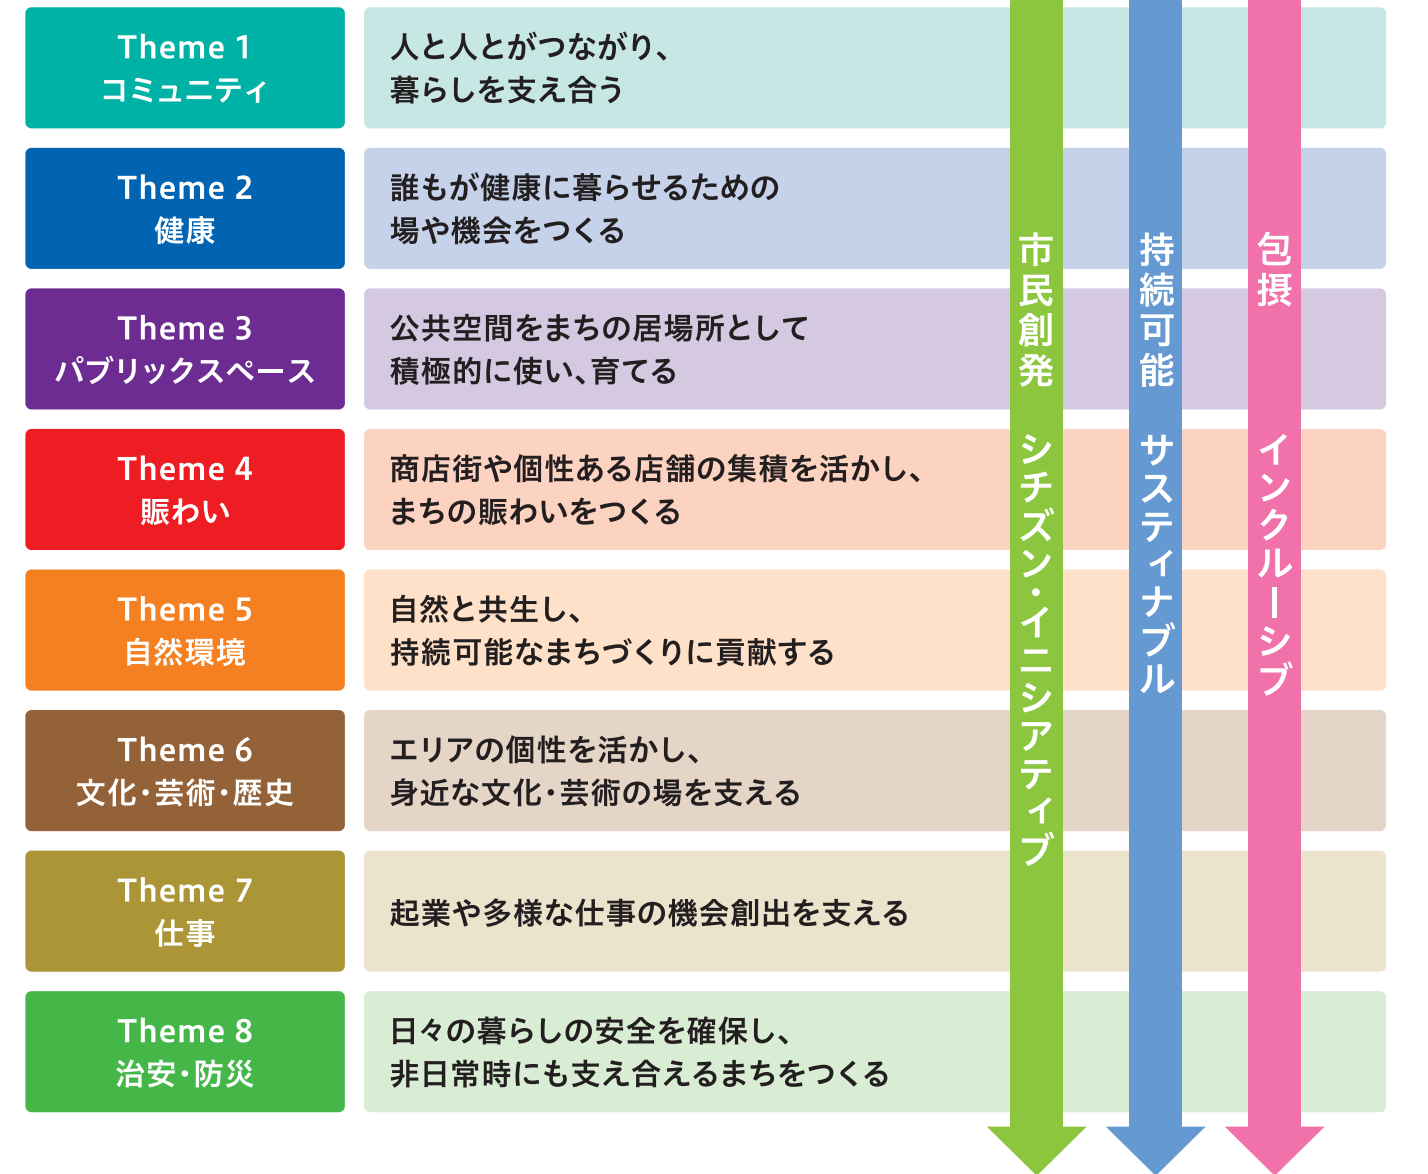 Theme 1
コミュニティ
人と人とがつながり、
暮らしを支え合う
Theme 2
健康
誰もが健康に暮らせるための
場や機会をつくる
Theme 3
パブリックスペース
公共空間をまちの居場所として
積極的に使い、育てる
Theme 4
賑わい
商店街や個性ある店舗の集積を活かし、
まちの賑わいをつくる
Theme 5
自然環境
自然と共生し、
持続可能なまちづくりに貢献する
Theme 6
文化・芸術・歴史
エリアの個性を活かし、
身近な文化・芸術の場を支える
Theme 7
仕事
起業や多様な仕事の機会創出を支える
Theme 8
治安・防災
日々の暮らしの安全を確保し、
非日常時にも支え合えるまちをつくる
市民創発 シチズン・イニシアティブ
持続可能 サスティナブル
包摂 インクルーシブ